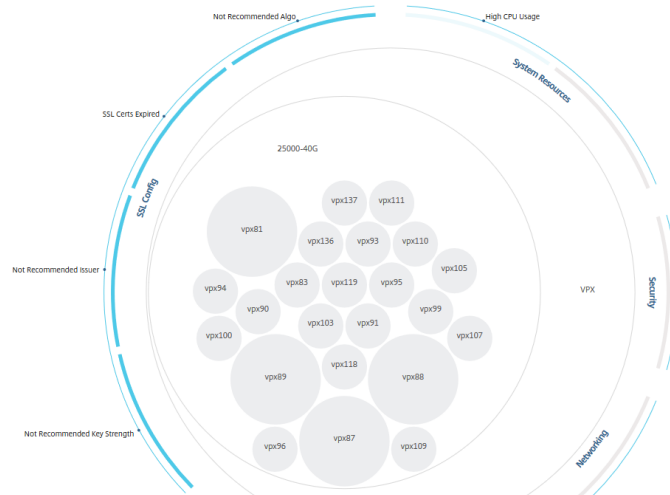 Not Recommended Algo
High CPU Usage
System Resources
SSL Certs Expired
25000-40G
SSL Config
vpx137
vpx111
vpx81
vpx136
vpx93
vpx110
vpx105
vpx94
vpx83
vpx119
vpx95
Not Recommended Issuer
VPX
Security
vpx90
vpx99
vpx103
vpx91
vpx100
vpx107
vpx118
vpx89
vpx88
Not Recommended Key Strength
vpx87
vpx96
vpx109
Networking